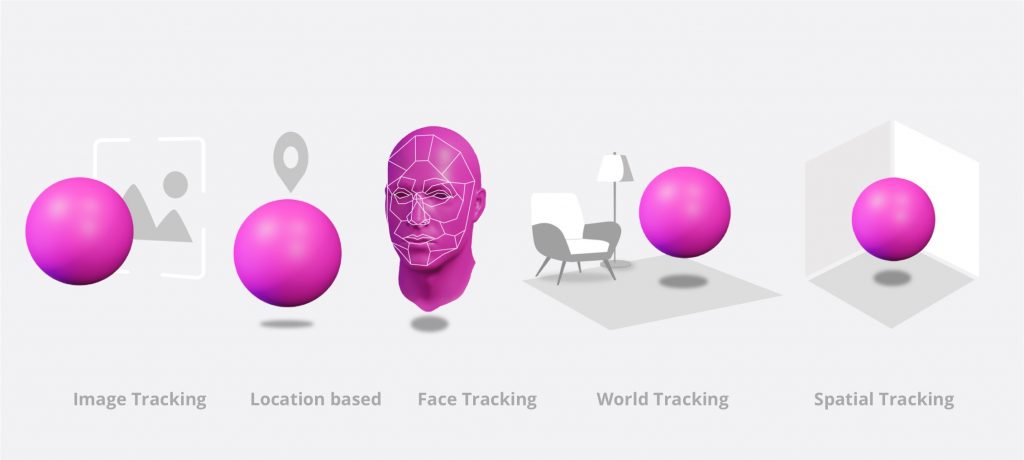 Image Tracking
Location based
Face Tracking
World Tracking
Spatial Tracking